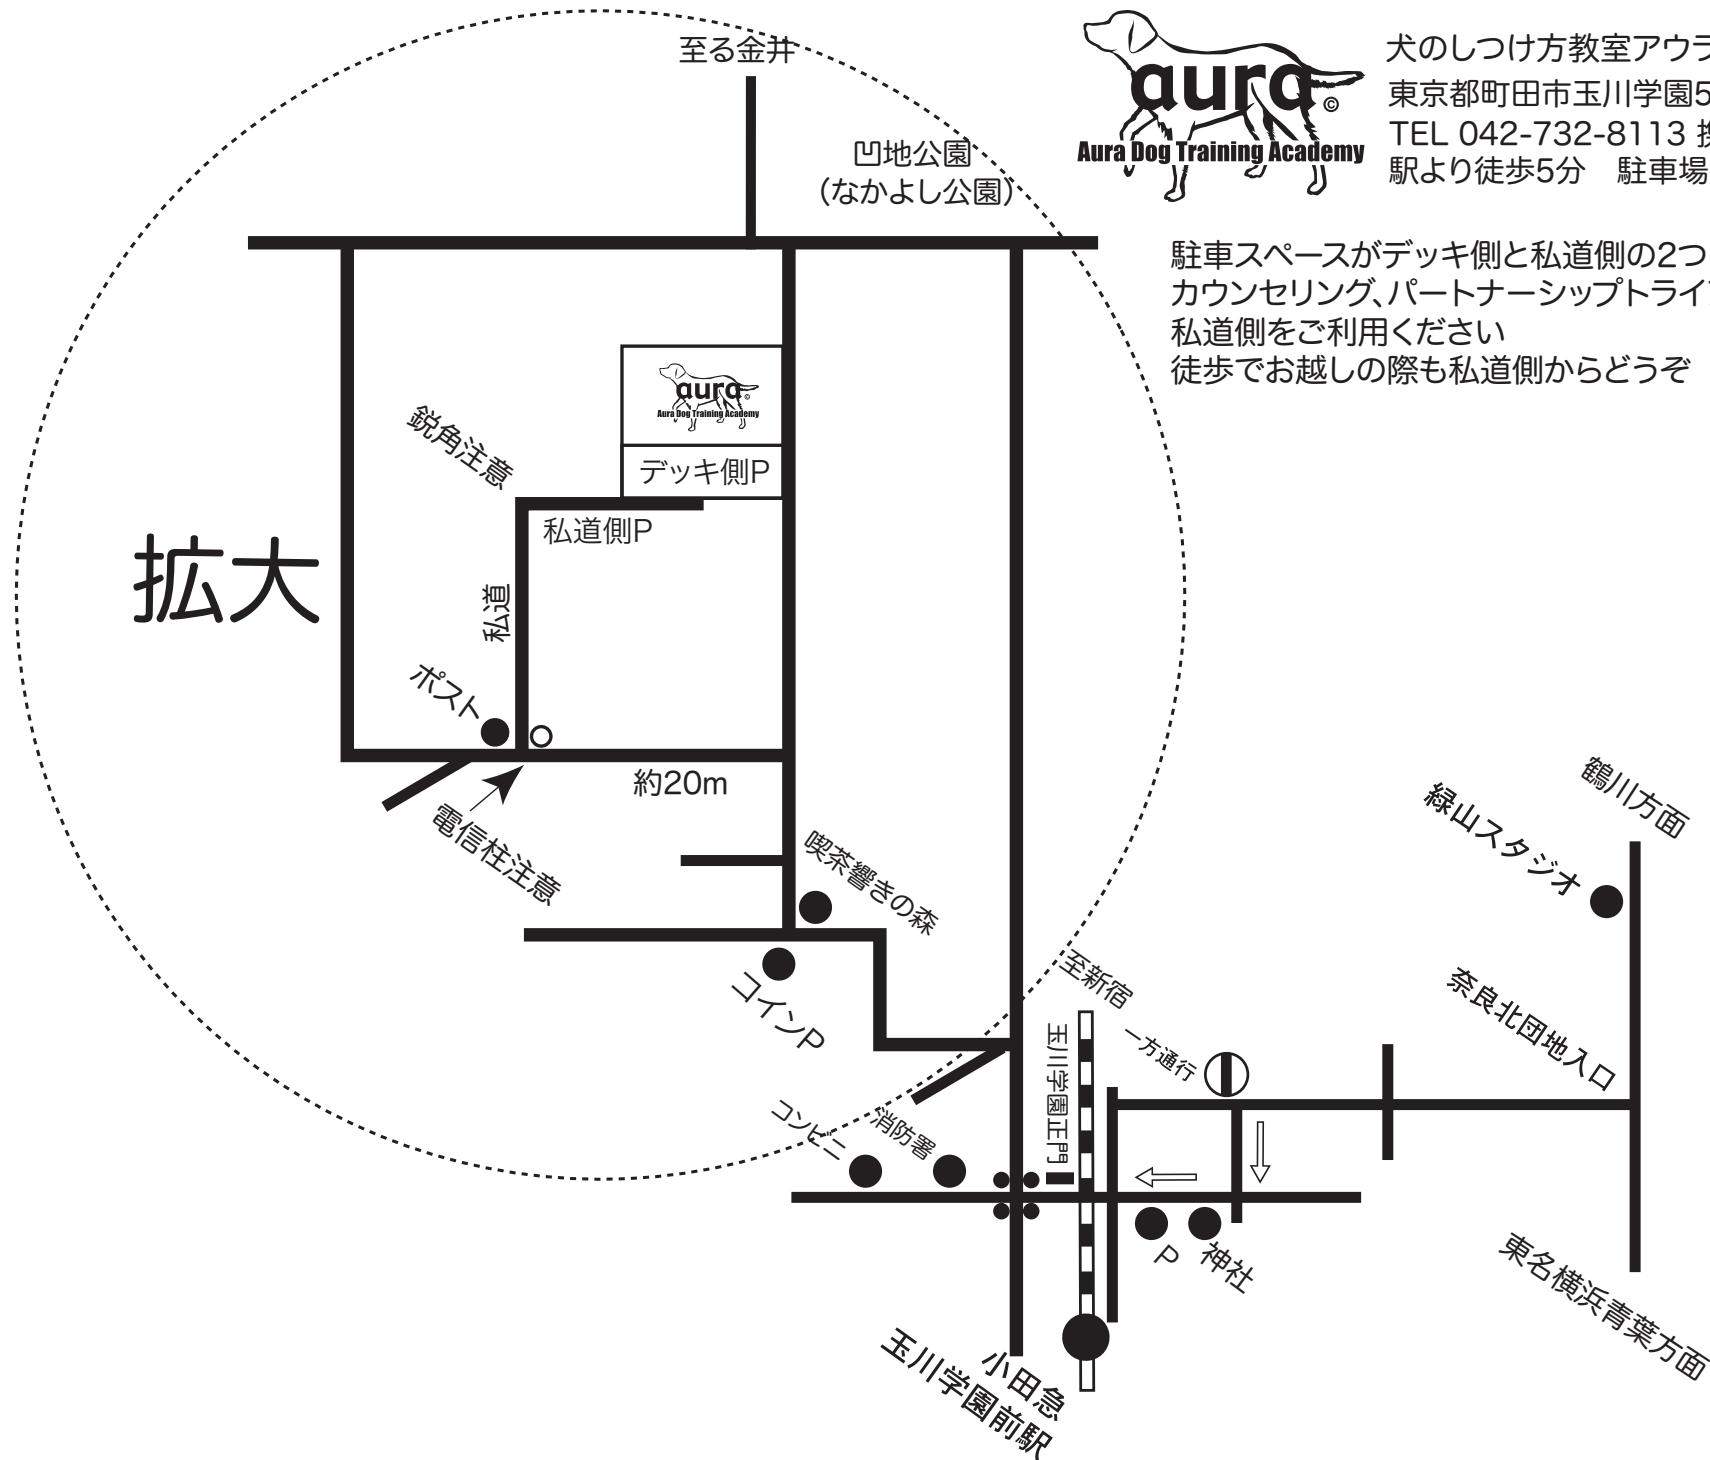 至る金井
凹地公園
(なかよし公園)
aura©
Aura Dog Training Academy
犬のしつけ方教室アウラ
東京都町田市玉川学園5
TEL 042-732-8113
駅より徒歩5分　駐車場
駐車スペースがデッキ側と私道側の2つ
カウンセリング、パートナーシップトライ
私道側をご利用ください
徒歩でお越しの際も私道側からどうぞ
aura©
Aura Dog Training Academy
デッキ側P
鋭角注意
私道側P
拡大
私道
ポスト
約20m
電信柱注意
喫茶響きの森
コインP
至新宿
玉川学園正門
一方通行
コンビニ
消防署
P
神社
鶴川方面
緑山スタジオ
奈良北団地入口
東名横浜青葉方面
小田急
玉川学園前駅